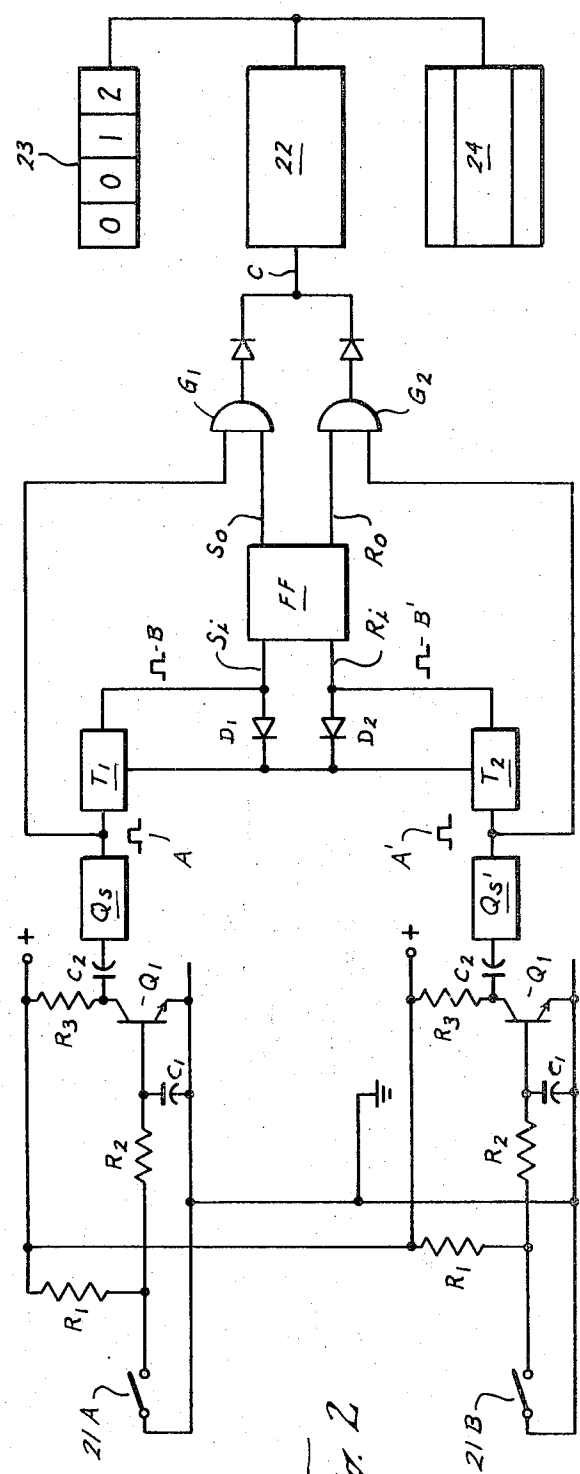 23
0 0 1 2
22
24
C
G1
G2
So
Ro
FF
Si
Ri
B
B'
D1
D2
T1
T2
A
A'
Qs
Qs'
+
+
C2
C2
R3
R3
Q1
Q1
C1
C1
R2
R2
R1
R1
21A
21B
2